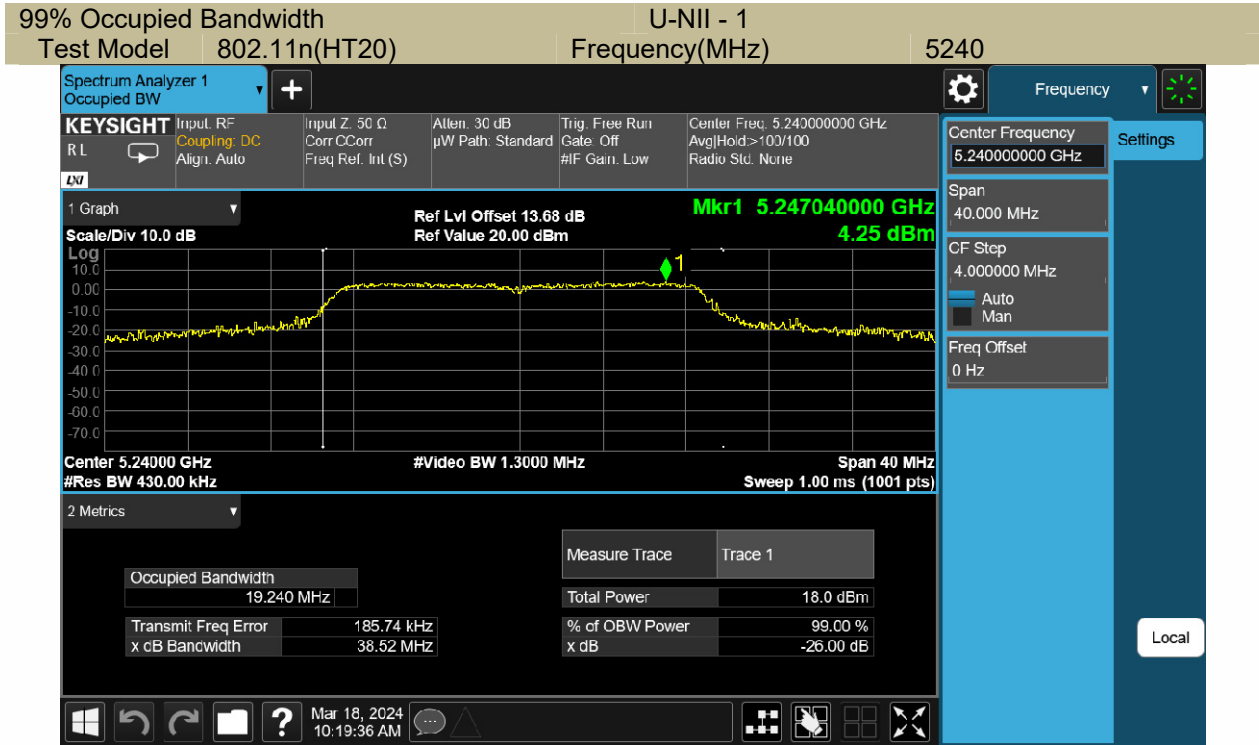 99% Occupied Bandwidth U-NII - 1
Test Model 802.11n(HT20) Frequency(MHz) 5240
Spectrum Analyzer 1
Occupied BW
+
Frequency
KEYSIGHT
R L
LXI
Input: RF
Coupling: DC
Align: Auto
Input Z: 50 Ω
Corr CCorr
Freq Ref: Int (S)
Atten: 30 dB
µW Path: Standard
Trig: Free Run
Gate: Off
#IF Gain: Low
Center Freq: 5.240000000 GHz
Avg|Hold:>100/100
Radio Std: None
Center Frequency
5.240000000 GHz
Settings
Span
40.000 MHz
CF Step
4.000000 MHz
Auto
Man
Freq Offset
0 Hz
Local
1 Graph
Scale/Div 10.0 dB
Ref Lvl Offset 13.68 dB
Ref Value 20.00 dBm
Mkr1 5.247040000 GHz
4.25 dBm
Log
10.0
0.00
-10.0
-20.0
-30.0
-40.0
-50.0
-60.0
-70.0
1
Center 5.24000 GHz
#Video BW 1.3000 MHz
Span 40 MHz
#Res BW 430.00 kHz
Sweep 1.00 ms (1001 pts)
2 Metrics
Measure Trace Trace 1
Occupied Bandwidth
19.240 MHz
Total Power 18.0 dBm
Transmit Freq Error 185.74 kHz
% of OBW Power 99.00 %
x dB Bandwidth 38.52 MHz
x dB -26.00 dB
?
Mar 18, 2024
10:19:36 AM